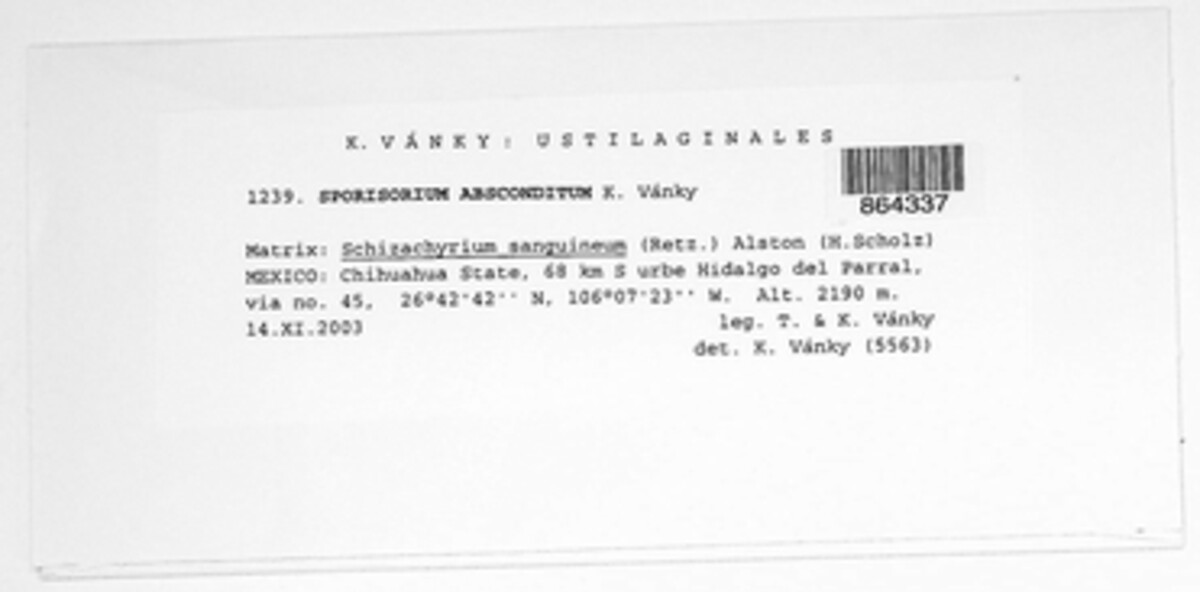 K. VÁNKY: USTILAGINALES
864337
1239. SPORISORIUM ABSCONDITUM K. Vánky
Matrix: Schizachyrium sanguineum (Retz.) Alston (H.Scholz)
MEXICO: Chihuahua State, 68 km S urbe Hidalgo del Parral,
via no. 45, 26°42'42'' N, 106°07'23'' W. Alt. 2190 m.
14.XI.2003 leg. T. & K. Vánky
det. K. Vánky (5563)